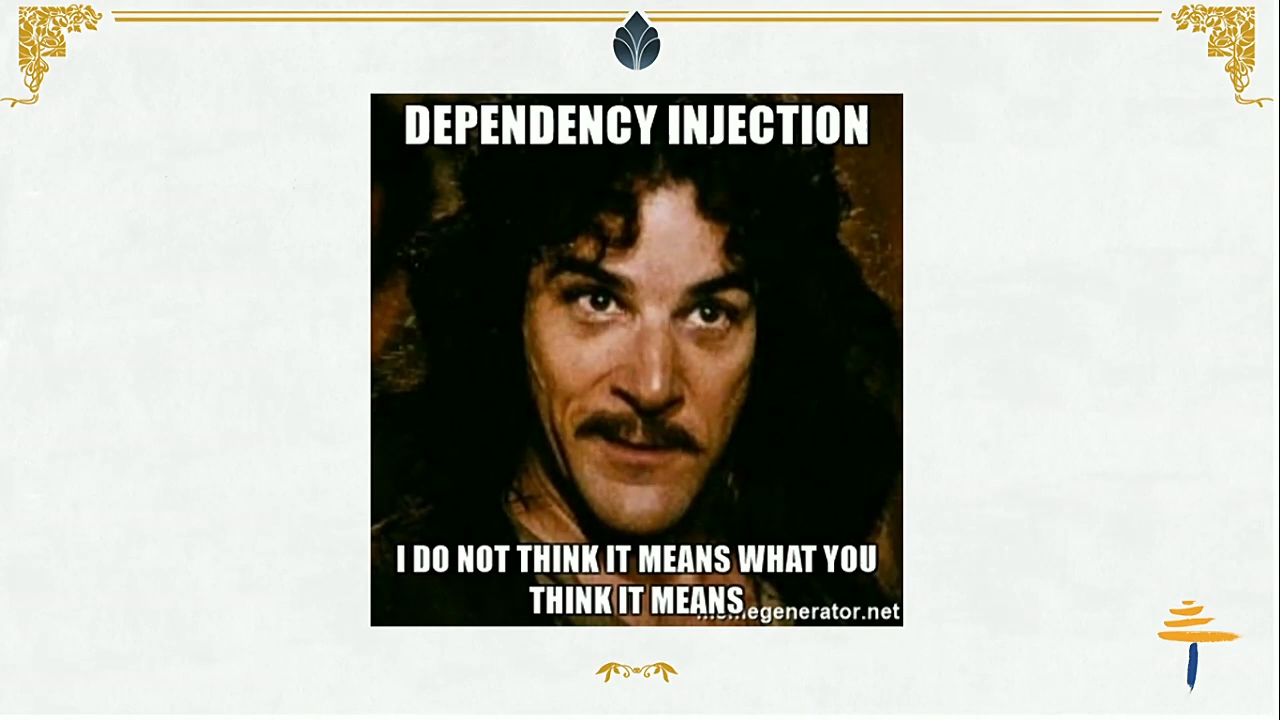 DEPENDENCY INJECTION
I DO NOT THINK IT MEANS WHAT YOU
THINK IT MEANS